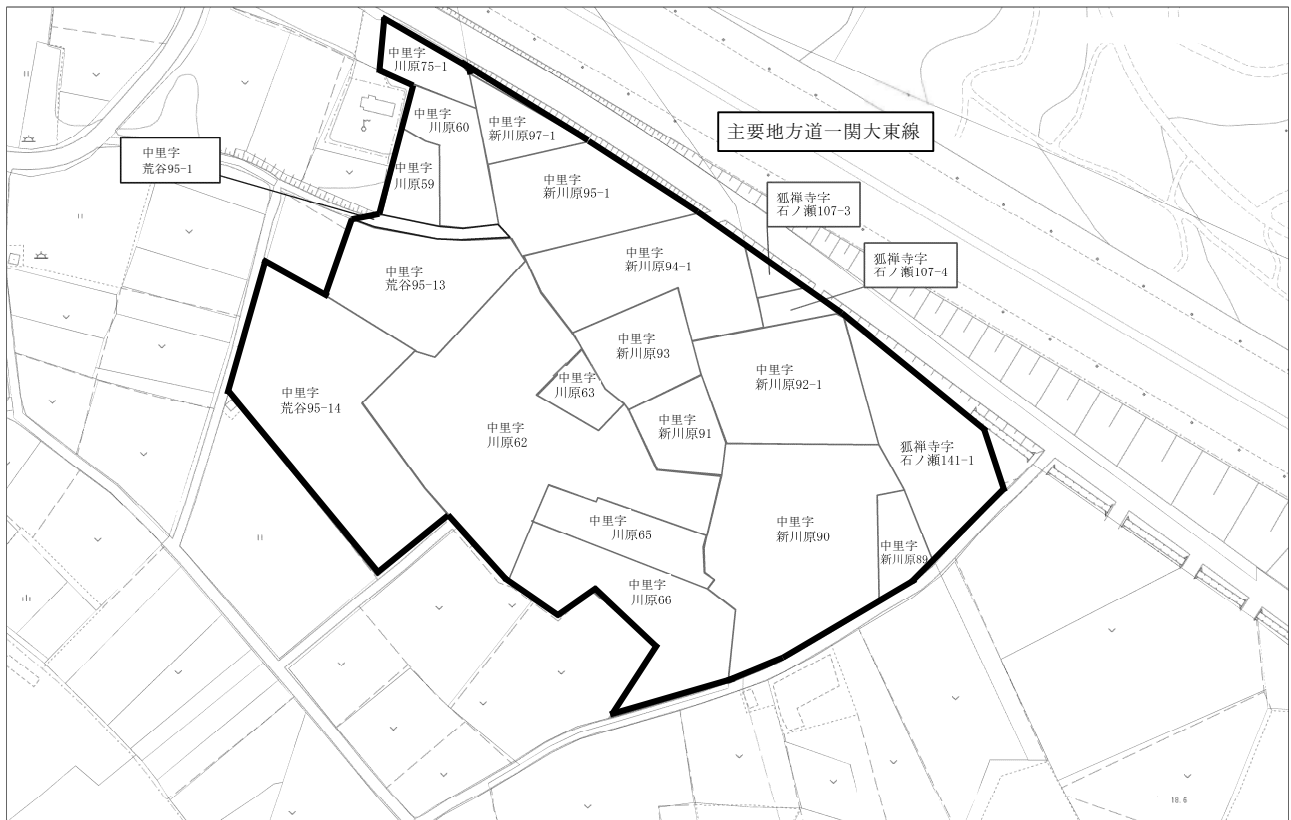 中里字
川原75-1
中里字
川原60
中里字
新川原97-1
主要地方道一関大東線
中里字
荒谷95-1
中里字
川原59
中里字
新川原95-1
狐禅寺字
石ノ瀬107-3
中里字
新川原94-1
狐禅寺字
石ノ瀬107-4
中里字
荒谷95-13
中里字
新川原93
中里字
新川原92-1
中里字
川原63
中里字
荒谷95-14
中里字
川原62
中里字
新川原91
狐禅寺字
石ノ瀬141-1
中里字
川原65
中里字
新川原90
中里字
新川原89
中里字
川原66
18.6